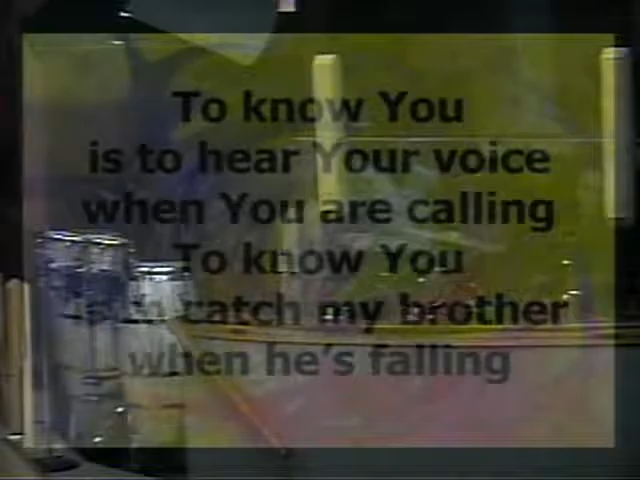 To know You
is to hear Your voice
when You are calling
To know You
catch my brother
when he's falling